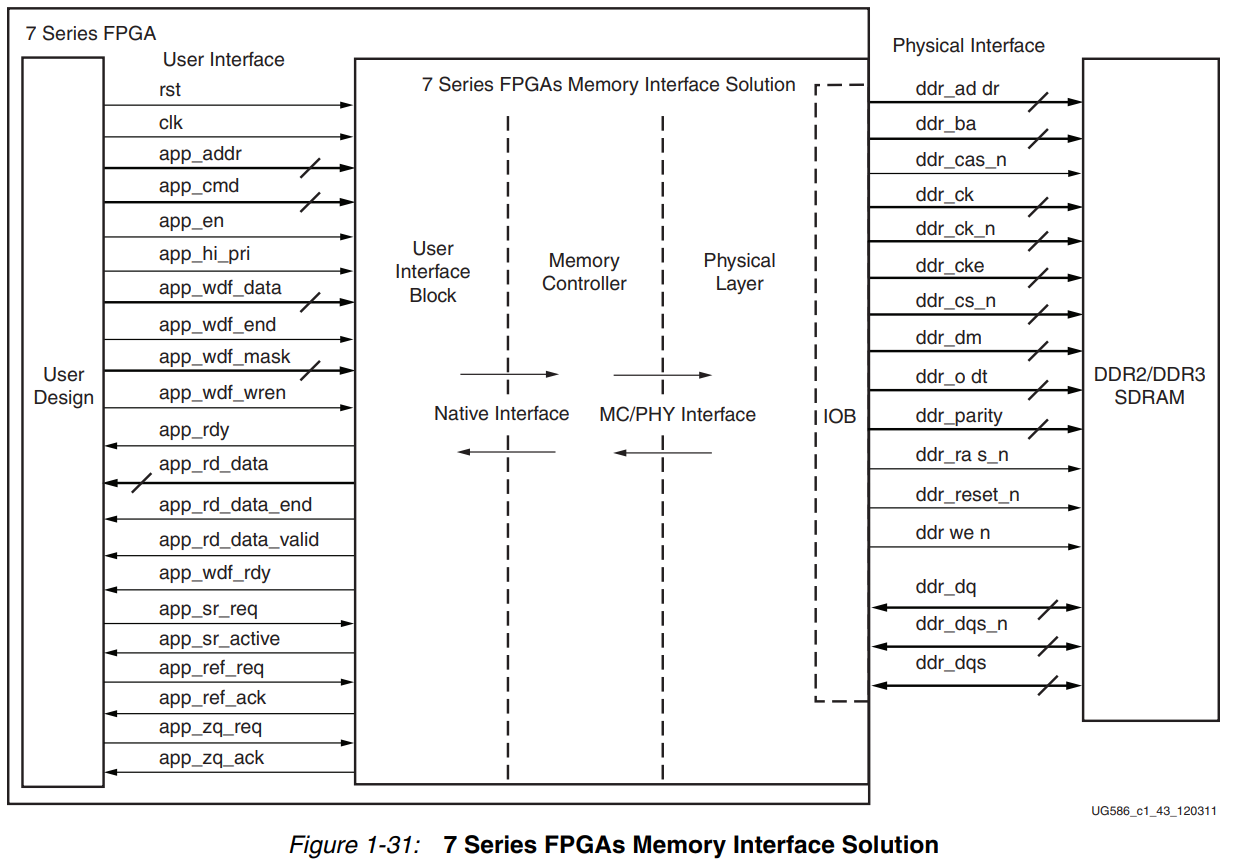 7 Series FPGA
User Interface
Physical Interface
7 Series FPGAs Memory Interface Solution
rst
clk
app_addr
app_cmd
app_en
app_hi_pri
app_wdf_data
app_wdf_end
app_wdf_mask
app_wdf_wren
app_rdy
app_rd_data
app_rd_data_end
app_rd_data_valid
app_wdf_rdy
app_sr_req
app_sr_active
app_ref_req
app_ref_ack
app_zq_req
app_zq_ack
User
Design
User
Interface
Block
Memory
Controller
Physical
Layer
Native Interface
MC/PHY Interface
IOB
ddr_ad dr
ddr_ba
ddr_cas_n
ddr_ck
ddr_ck_n
ddr_cke
ddr_cs_n
ddr_dm
ddr_o dt
ddr_parity
ddr_ra s_n
ddr_reset_n
ddr we n
ddr_dq
ddr_dqs_n
ddr_dqs
DDR2/DDR3
SDRAM
UG586_c1_43_120311
Figure 1-31: 7 Series FPGAs Memory Interface Solution